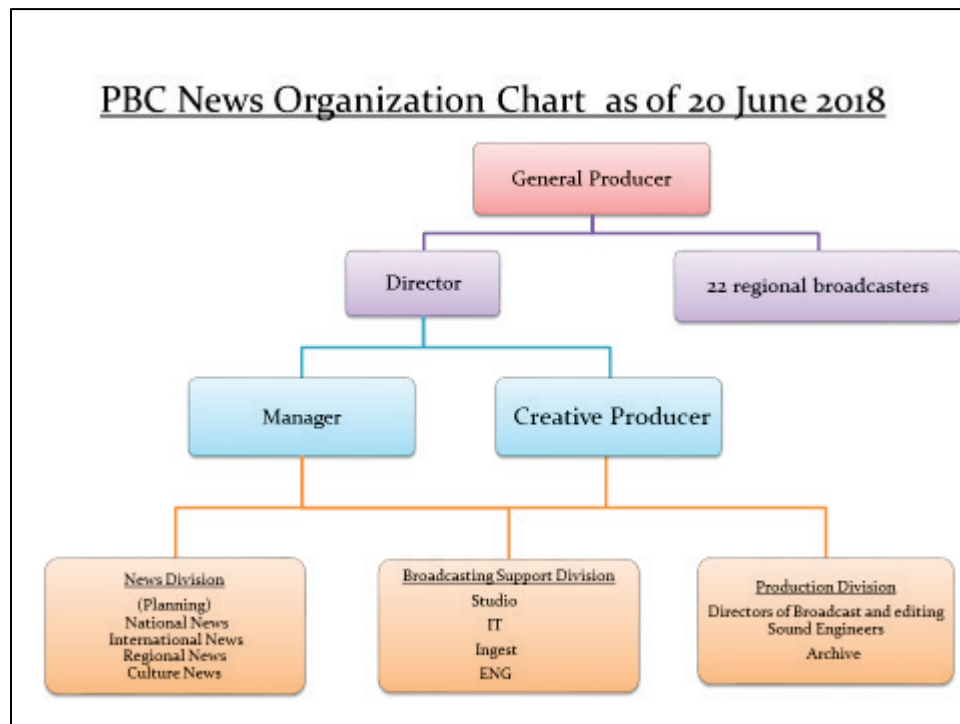 PBC News Organization Chart as of 20 June 2018
General Producer
Director
22 regional broadcasters
Manager
Creative Producer
News Division
(Planning)
National News
International News
Regional News
Culture News
Broadcasting Support Division
Studio
IT
Ingest
ENG
Production Division
Directors of Broadcast and editing
Sound Engineers
Archive